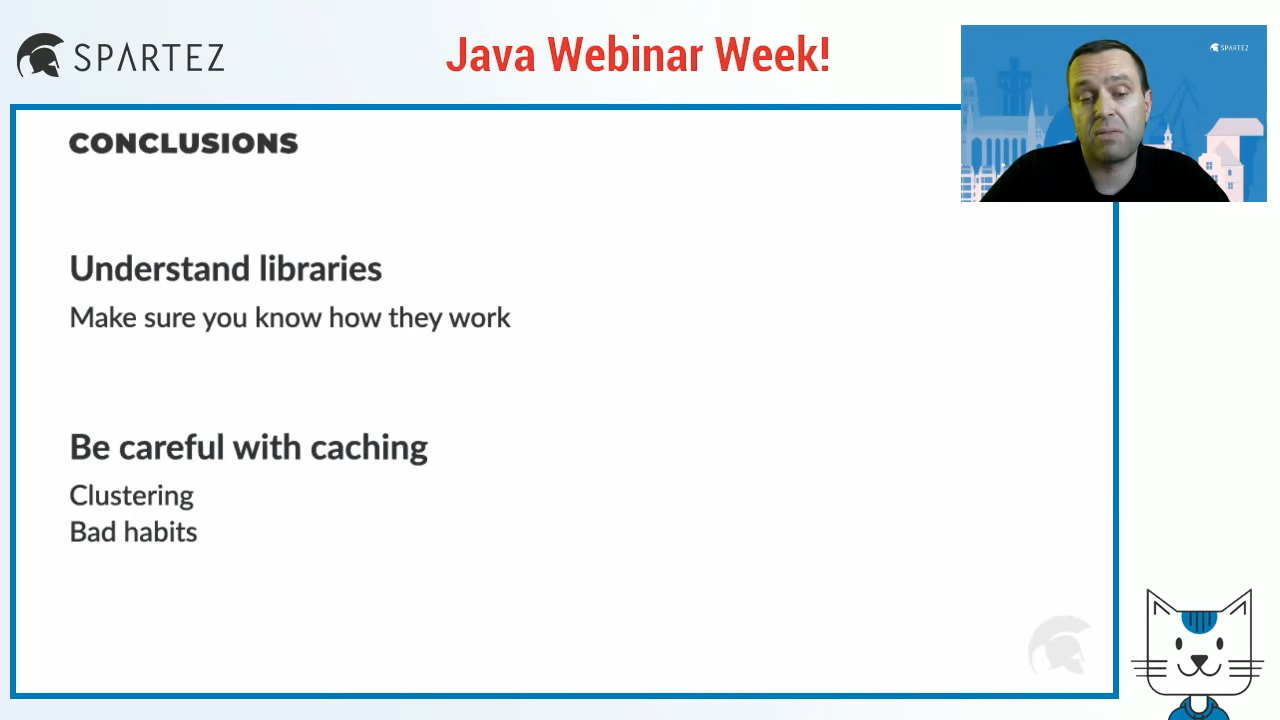 SPARTEZ
Java Webinar Week!
SPARTEZ
CONCLUSIONS
Understand libraries
Make sure you know how they work
Be careful with caching
Clustering
Bad habits